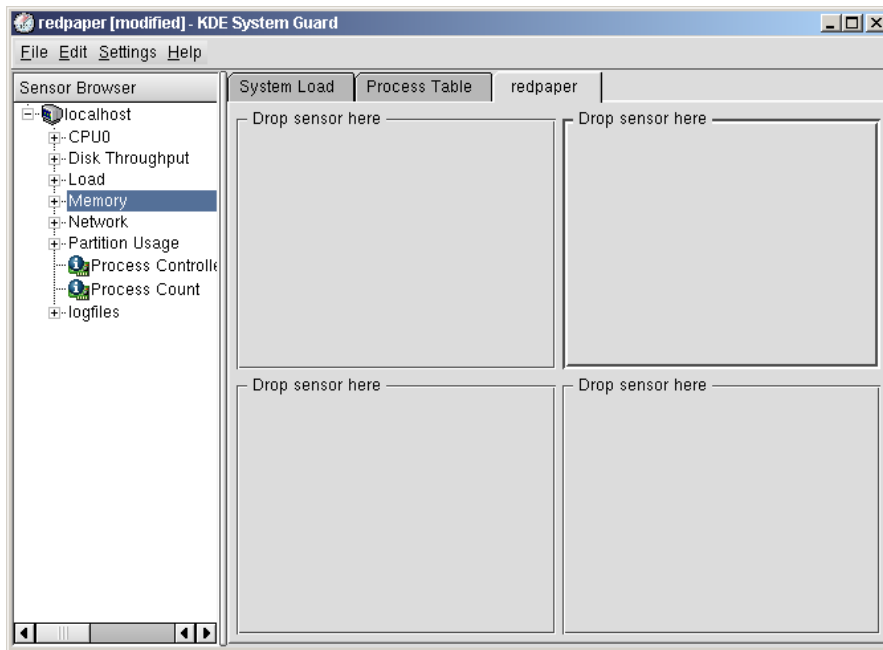 redpaper [modified] - KDE System Guard
File Edit Settings Help
Sensor Browser
localhost
CPU0
Disk Throughput
Load
Memory
Network
Partition Usage
Process Controlle
Process Count
logfiles
System Load Process Table redpaper
Drop sensor here Drop sensor here
Drop sensor here Drop sensor here